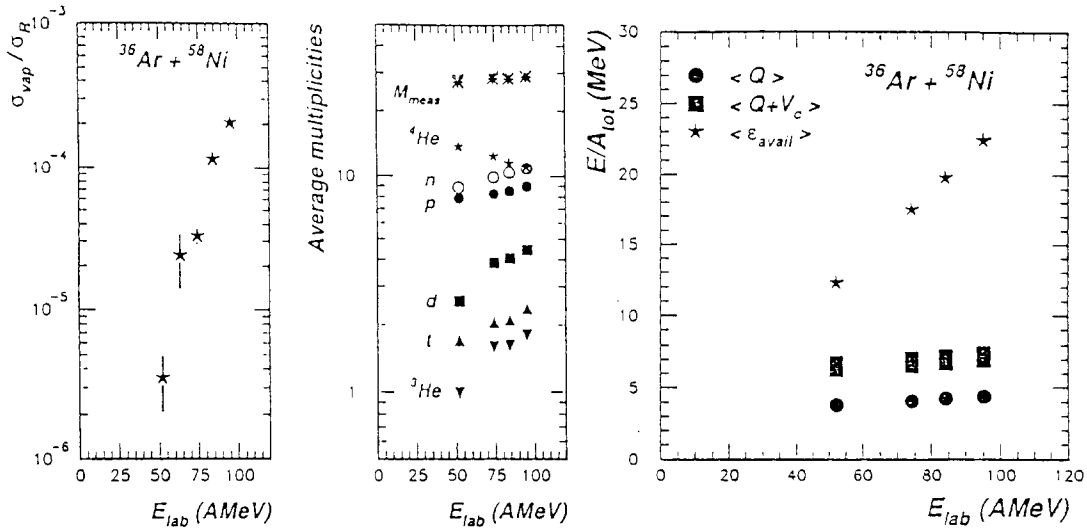 σ_vap / σ_R
10⁻³
10⁻⁴
10⁻⁵
10⁻⁶
³⁶Ar + ⁵⁸Ni
0 25 50 75 100
E_lab (AMeV)
Average multiplicities
10
1
M_meas
⁴He
n
p
d
t
³He
0 25 50 75 100
E_lab (AMeV)
E/A_tot (MeV)
30
25
20
15
10
5
0
< Q >
< Q+V_c >
< ε_avail >
³⁶Ar + ⁵⁸Ni
0 20 40 60 80 100 120
E_lab (AMeV)